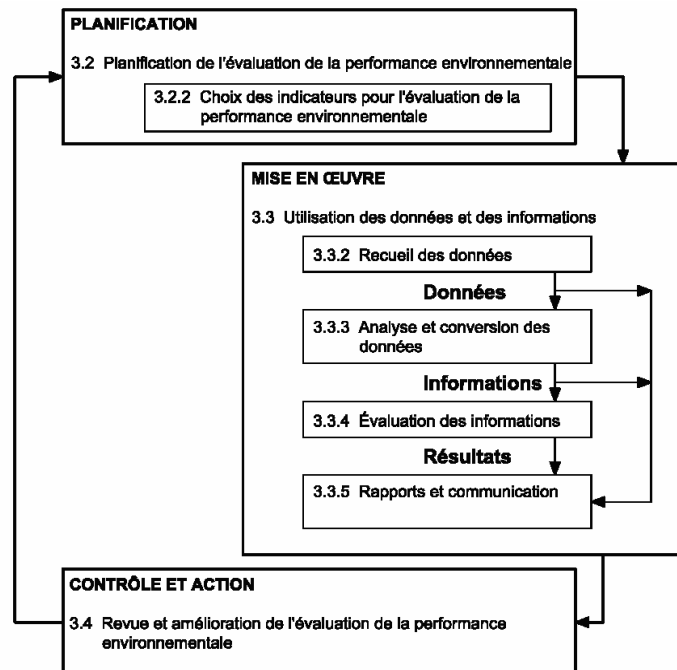 PLANIFICATION
3.2 Planification de l'évaluation de la performance environnementale
3.2.2 Choix des indicateurs pour l'évaluation de la
performance environnementale
MISE EN ŒUVRE
3.3 Utilisation des données et des informations
3.3.2 Recueil des données
Données
3.3.3 Analyse et conversion des
données
Informations
3.3.4 Évaluation des informations
Résultats
3.3.5 Rapports et communication
CONTRÔLE ET ACTION
3.4 Revue et amélioration de l'évaluation de la performance
environnementale